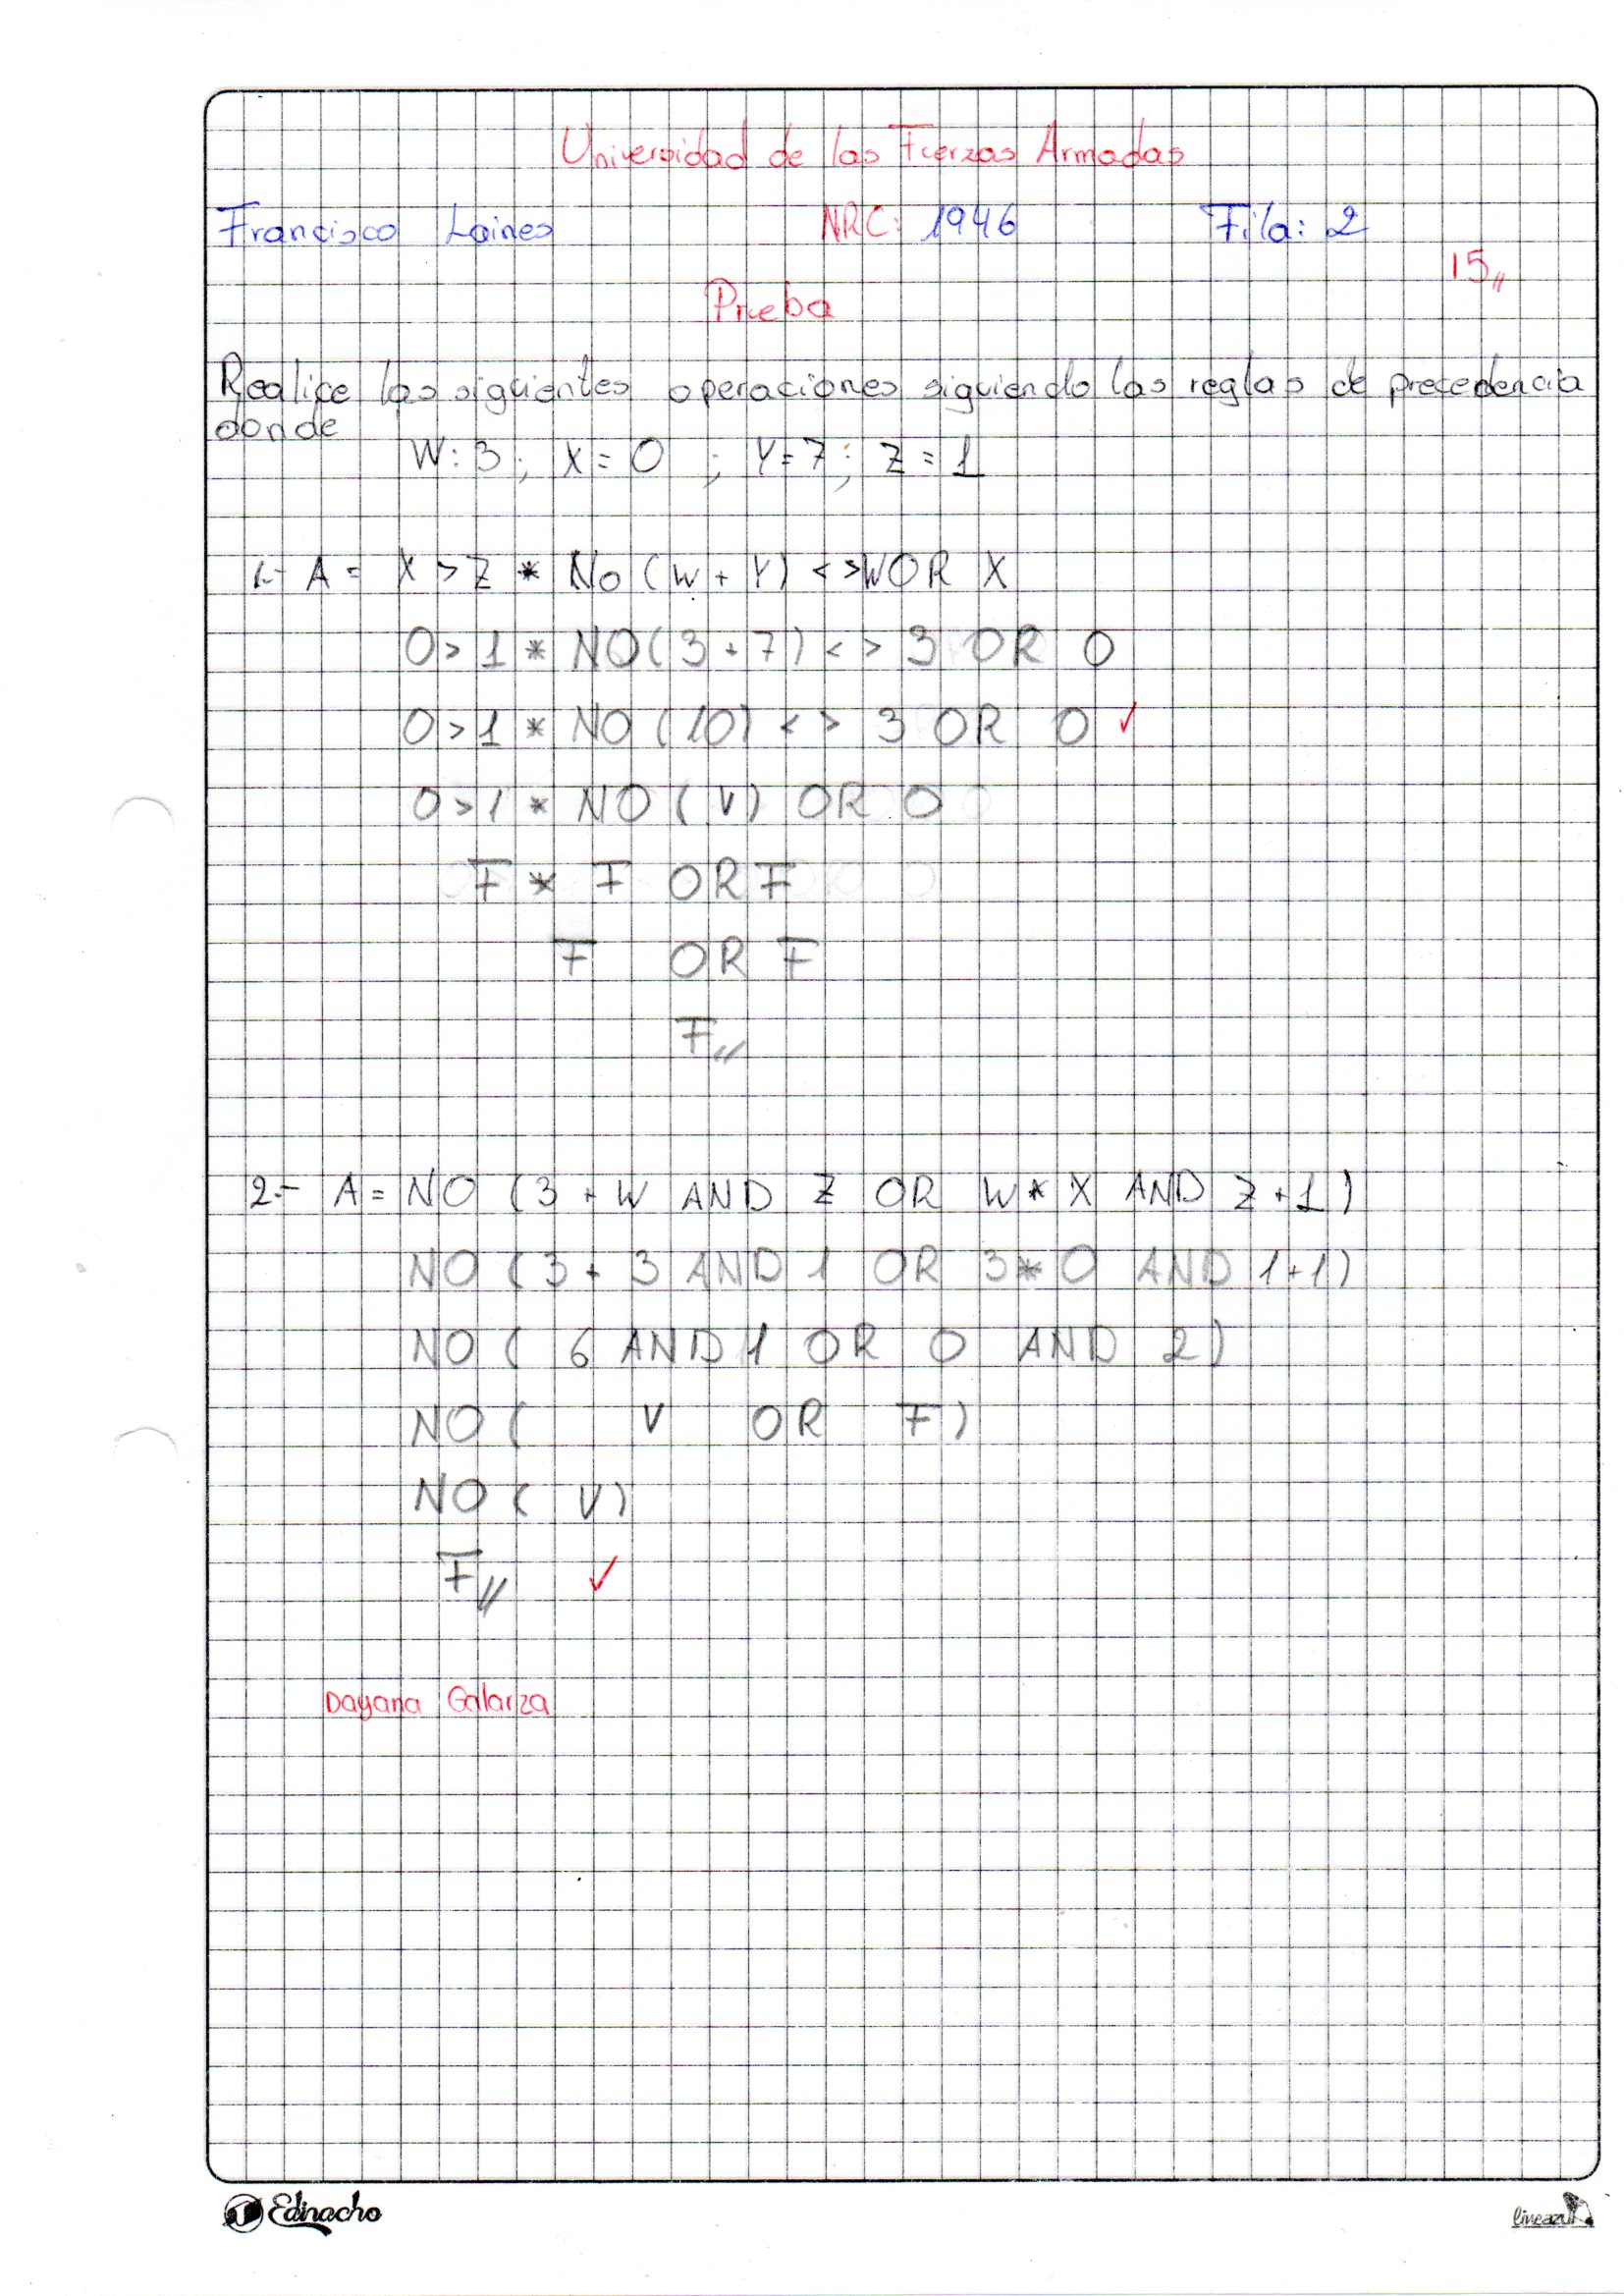 Universidad de las Fuerzas Armadas
Francisco Laines NRC: 1946 Fila: 2
15
Prueba
Realice las siguientes operaciones siguiendo las reglas de precedencia
donde
W: 3 ; X = 0 ; Y = 7 ; Z = 1
1.- A = X > Z * No (W + Y) < > W OR X
0 > 1 * NO (3 + 7) < > 3 OR 0
0 > 1 * NO (10) < > 3 OR 0 ✓
0 > 1 * NO (V) OR 0
F * F OR F
F OR F
F //
2.- A = NO (3 + W AND Z OR W * X AND Z + 1)
NO (3 + 3 AND 1 OR 3 * 0 AND 1 + 1)
NO ( 6 AND 1 OR 0 AND 2)
NO ( V OR F)
NO ( V)
F // ✓
Dayana Galarza
Edinacho
lineazul